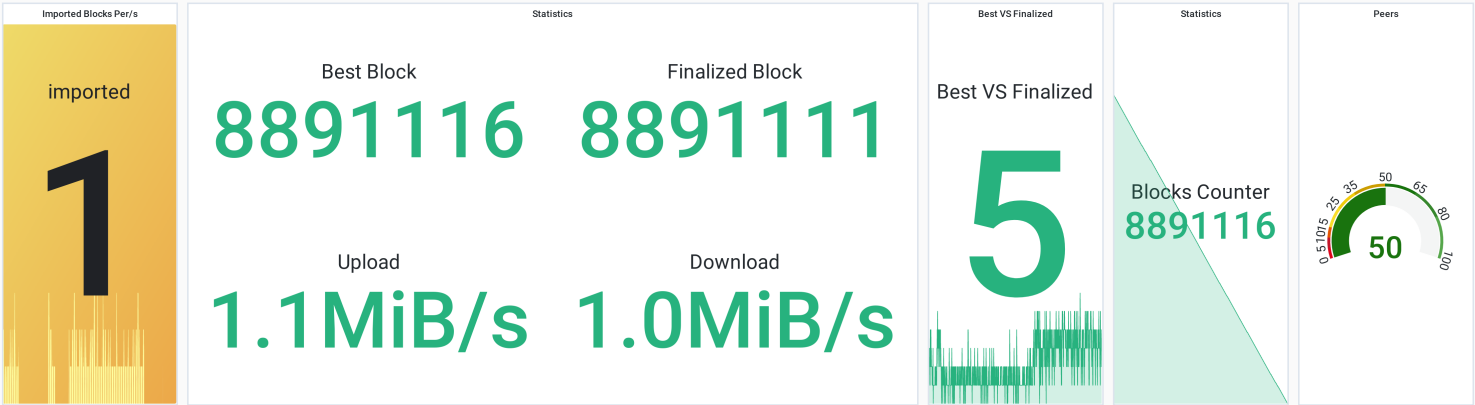 Imported Blocks Per/s
imported
1
Statistics
Best Block
8891116
Finalized Block
8891111
Upload
1.1MiB/s
Download
1.0MiB/s
Best VS Finalized
Best VS Finalized
5
Statistics
Blocks Counter
8891116
Peers
0 5 10 15 25 35 50 65 80 100
50